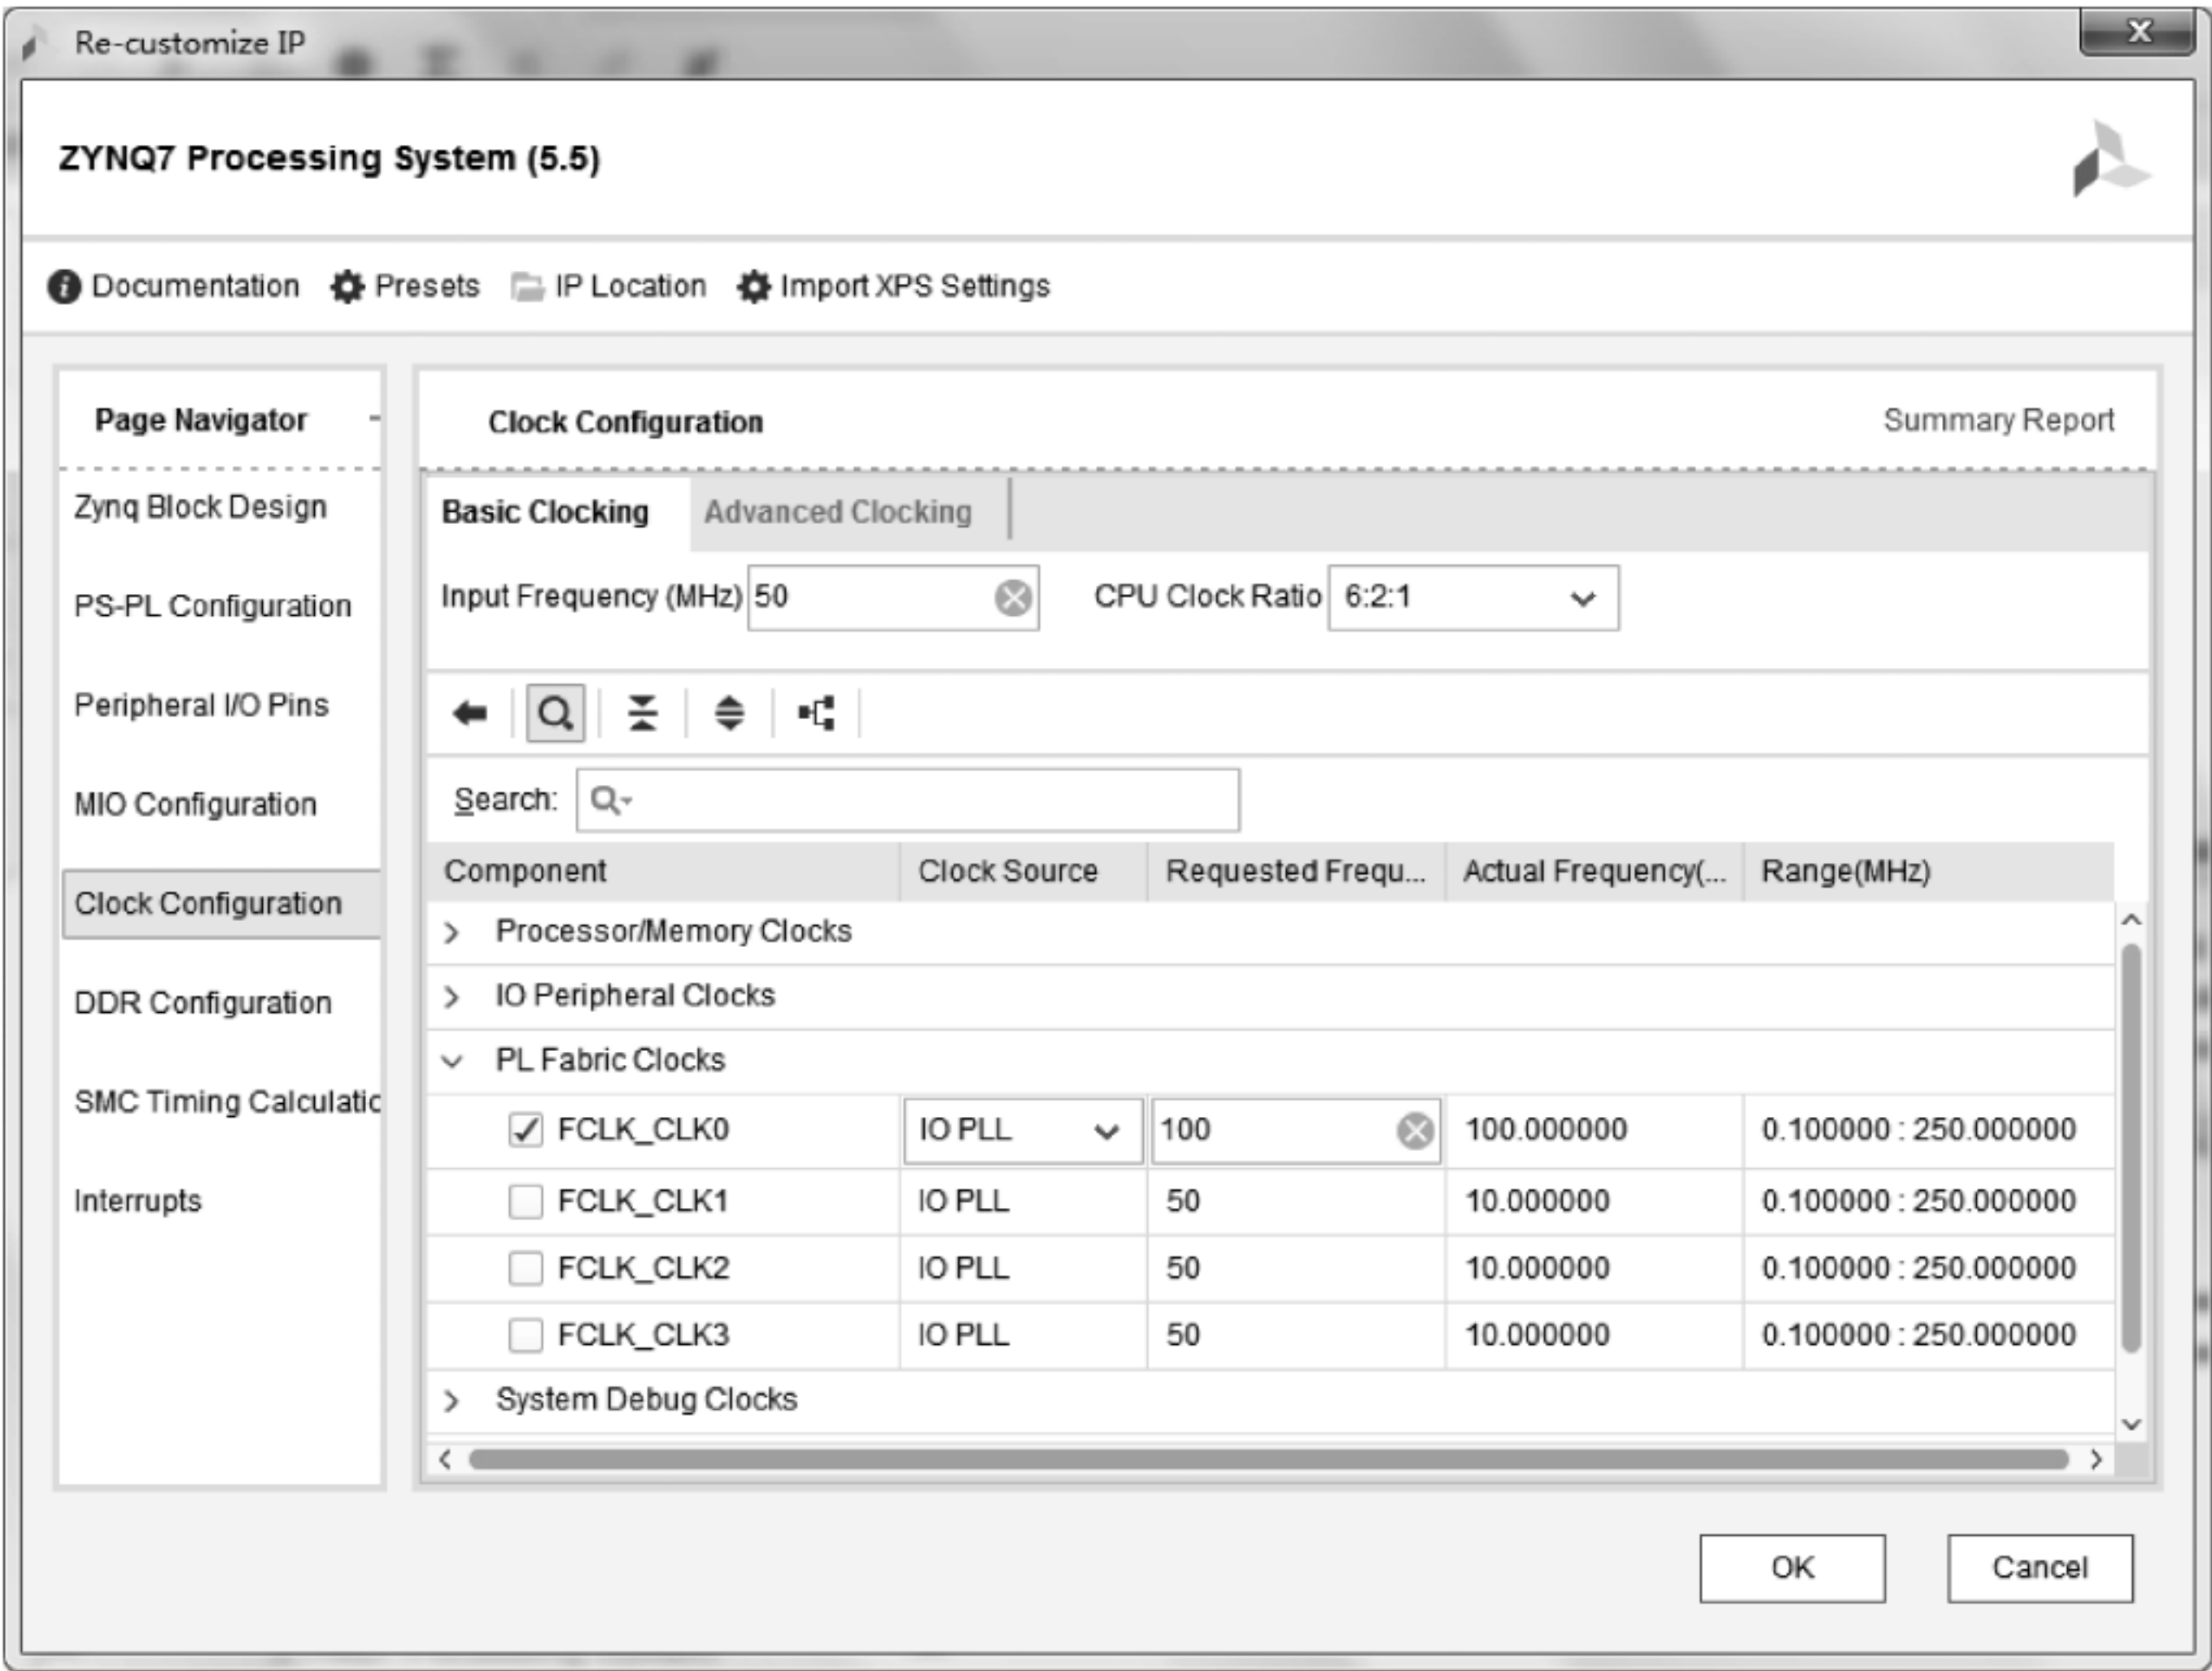 Re-customize IP
ZYNQ7 Processing System (5.5)
Documentation Presets IP Location Import XPS Settings
Page Navigator
Zynq Block Design
PS-PL Configuration
Peripheral I/O Pins
MIO Configuration
Clock Configuration
DDR Configuration
SMC Timing Calculatic
Interrupts
Clock Configuration Summary Report
Basic Clocking Advanced Clocking
Input Frequency (MHz) 50 CPU Clock Ratio 6:2:1
Search:
Component Clock Source Requested Frequ... Actual Frequency(... Range(MHz)
Processor/Memory Clocks
IO Peripheral Clocks
PL Fabric Clocks
FCLK_CLK0 IO PLL 100 100.000000 0.100000 : 250.000000
FCLK_CLK1 IO PLL 50 10.000000 0.100000 : 250.000000
FCLK_CLK2 IO PLL 50 10.000000 0.100000 : 250.000000
FCLK_CLK3 IO PLL 50 10.000000 0.100000 : 250.000000
System Debug Clocks
OK Cancel